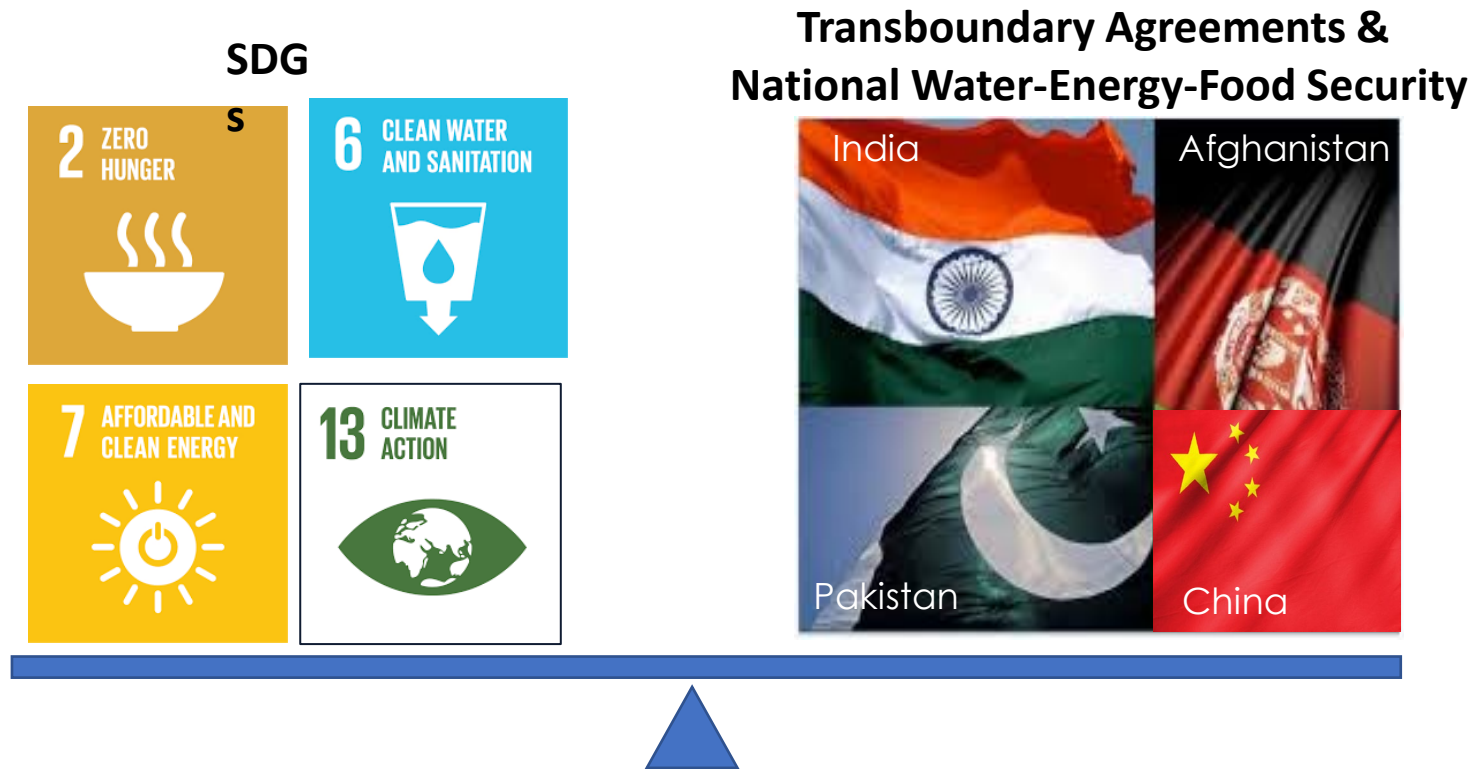 SDG
s
2 ZERO
HUNGER
6 CLEAN WATER
AND SANITATION
7 AFFORDABLE AND
CLEAN ENERGY
13 CLIMATE
ACTION
Transboundary Agreements &
National Water-Energy-Food Security
India
Afghanistan
Pakistan
China